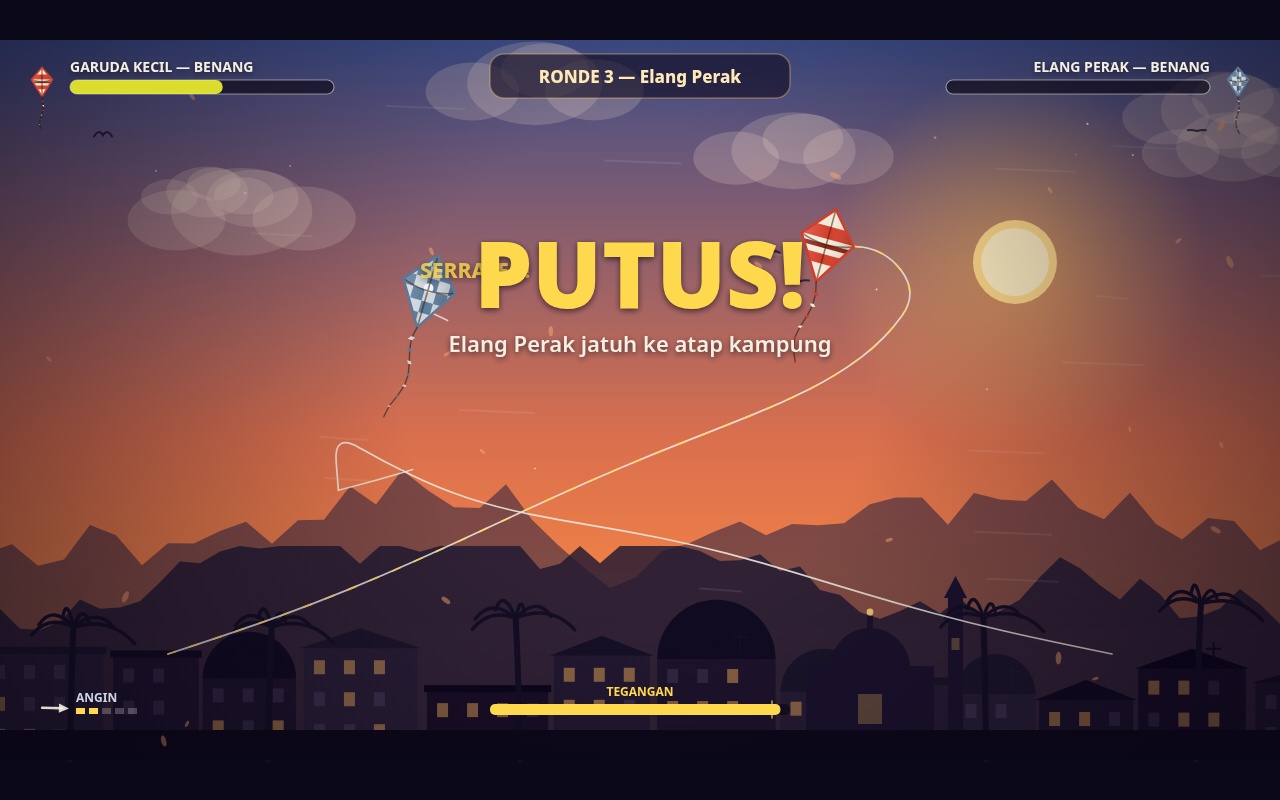 GARUDA KECIL — BENANG
RONDE 3 — Elang Perak
ELANG PERAK — BENANG
PUTUS!
Elang Perak jatuh ke atap kampung
ANGIN
TEGANGAN